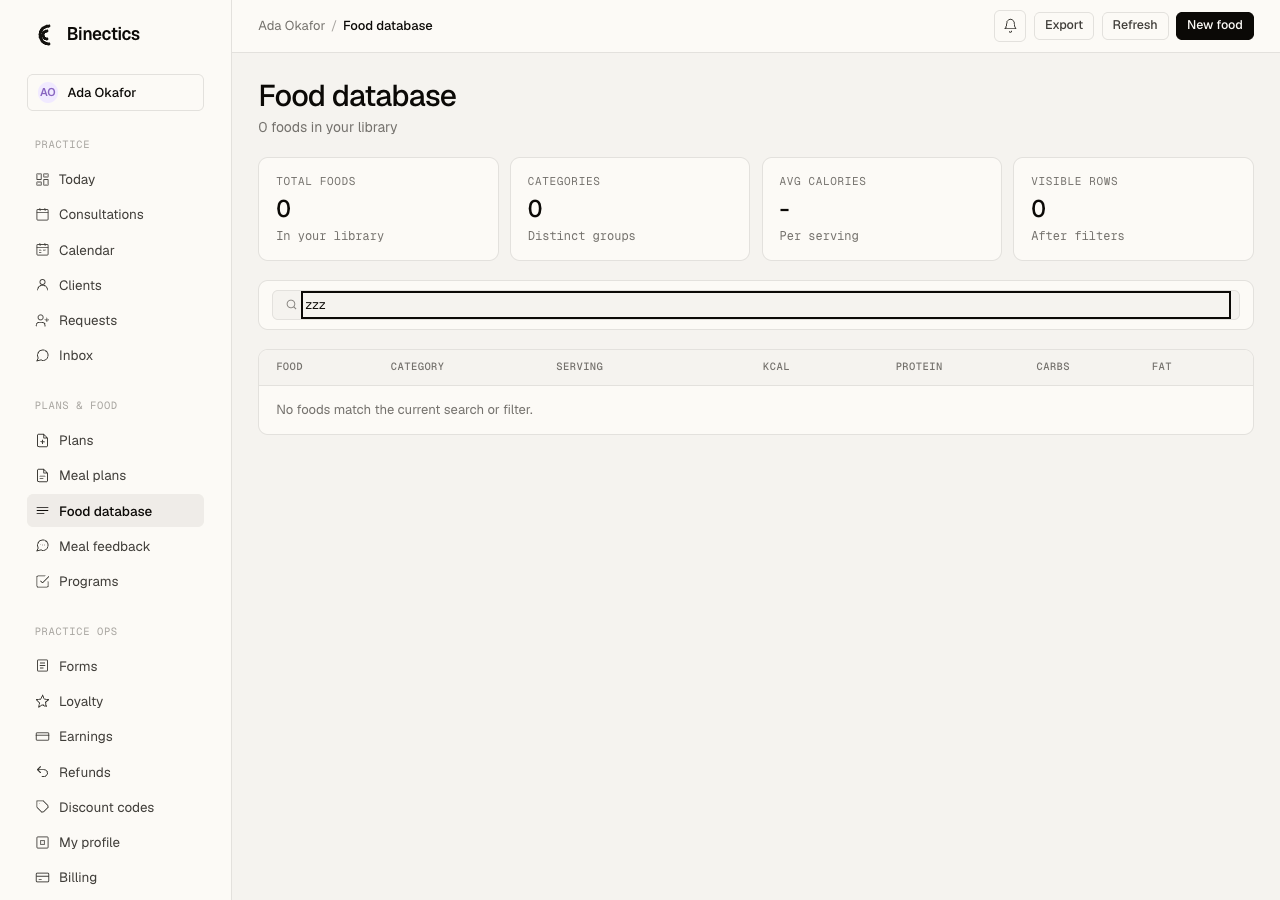 Binectics
AO Ada Okafor
PRACTICE
Today
Consultations
Calendar
Clients
Requests
Inbox
PLANS & FOOD
Plans
Meal plans
Food database
Meal feedback
Programs
PRACTICE OPS
Forms
Loyalty
Earnings
Refunds
Discount codes
My profile
Billing
Ada Okafor / Food database
Export Refresh New food
Food database
0 foods in your library
TOTAL FOODS
0
In your library
CATEGORIES
0
Distinct groups
AVG CALORIES
-
Per serving
VISIBLE ROWS
0
After filters
zzz
FOOD CATEGORY SERVING KCAL PROTEIN CARBS FAT
No foods match the current search or filter.